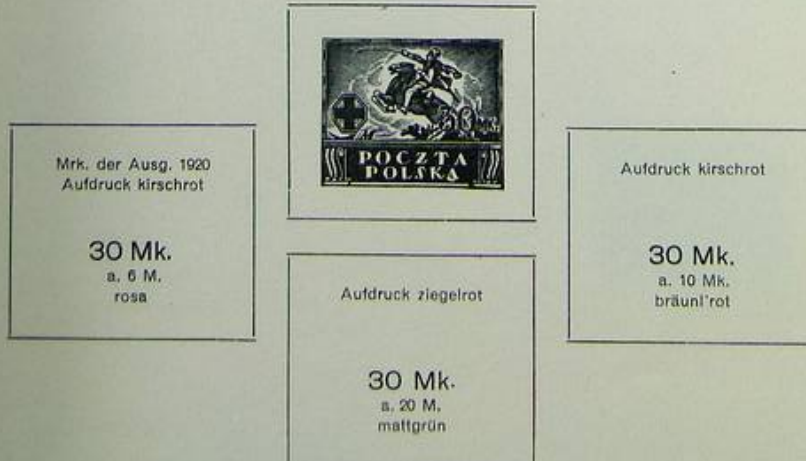 POCZTA
POLSKA
Mrk. der Ausg. 1920
Aufdruck kirschrot
30 Mk.
a. 6 M.
rosa
Aufdruck ziegelrot
30 Mk.
a. 20 M.
mattgrün
Aufdruck kirschrot
30 Mk.
a. 10 Mk.
bräunl'rot